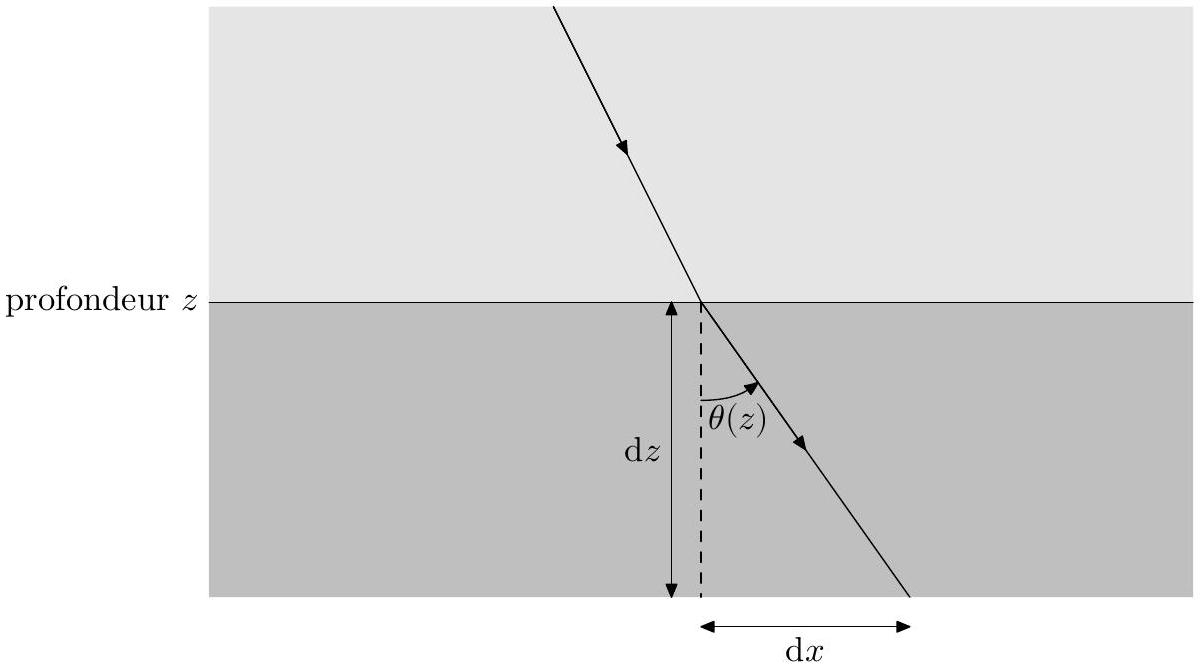 profondeur z
θ(z)
dz
dx